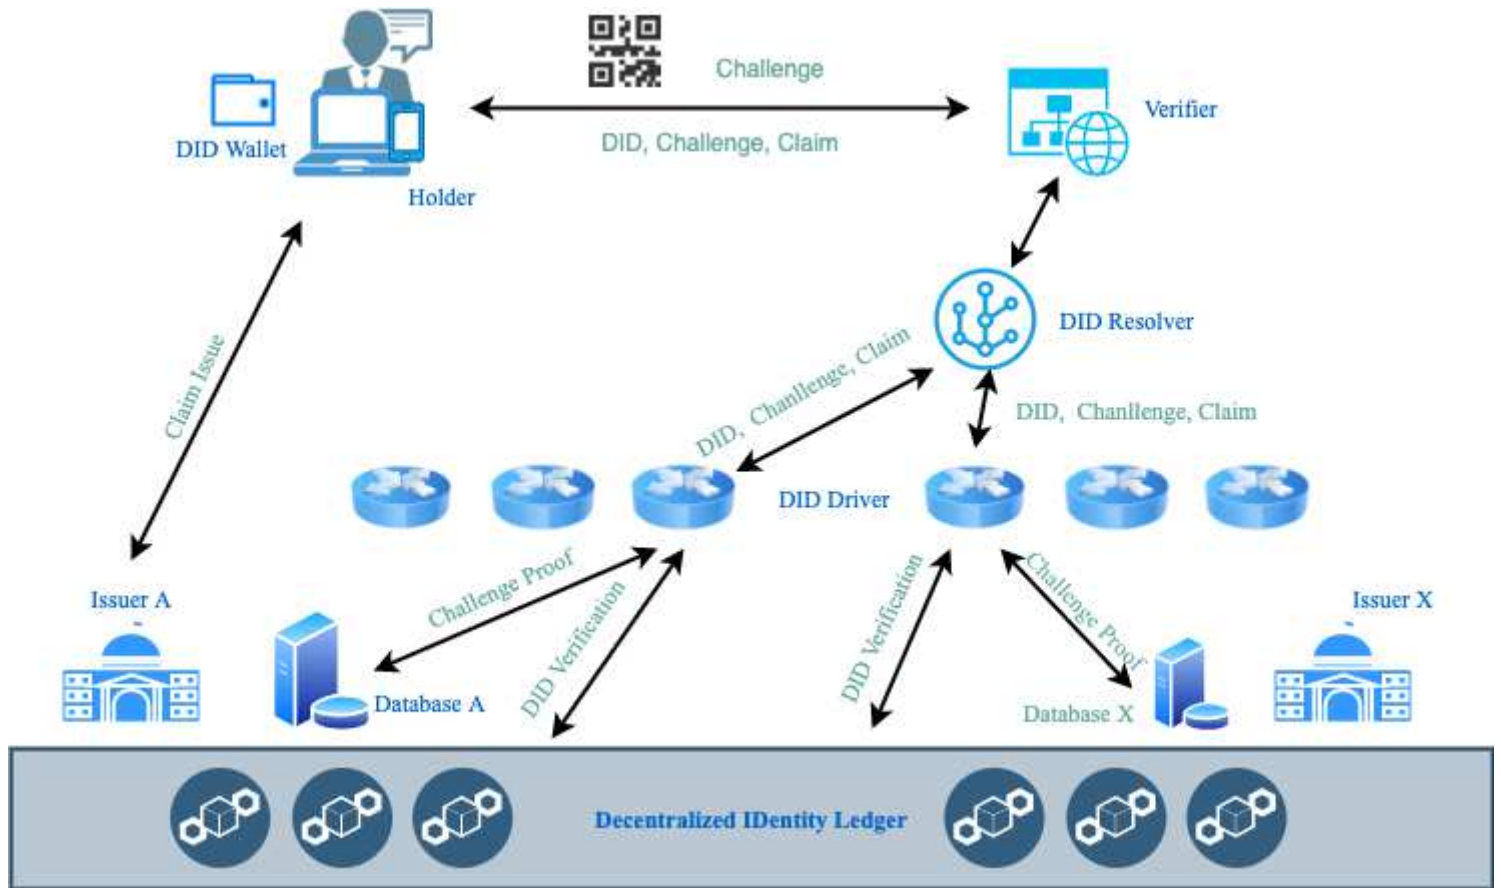 Challenge
DID Wallet
DID, Challenge, Claim
Verifier
Holder
Claim Issue
DID Resolver
DID, Chanllenge, Claim
DID, Chanllenge, Claim
DID Driver
Challenge Proof
DID Verification
DID Verification
Challenge Proof
Issuer A
Issuer X
Database A
Database X
Decentralized IDentity Ledger